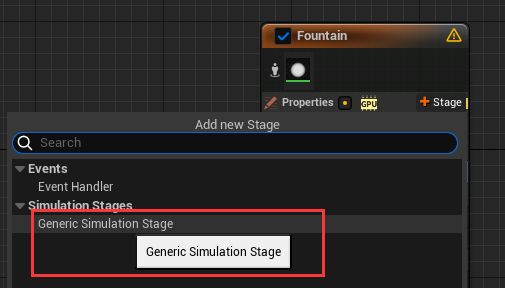 Fountain
Properties GPU Stage
Add new Stage
Search
Events
Event Handler
Simulation Stages
Generic Simulation Stage
Generic Simulation Stage